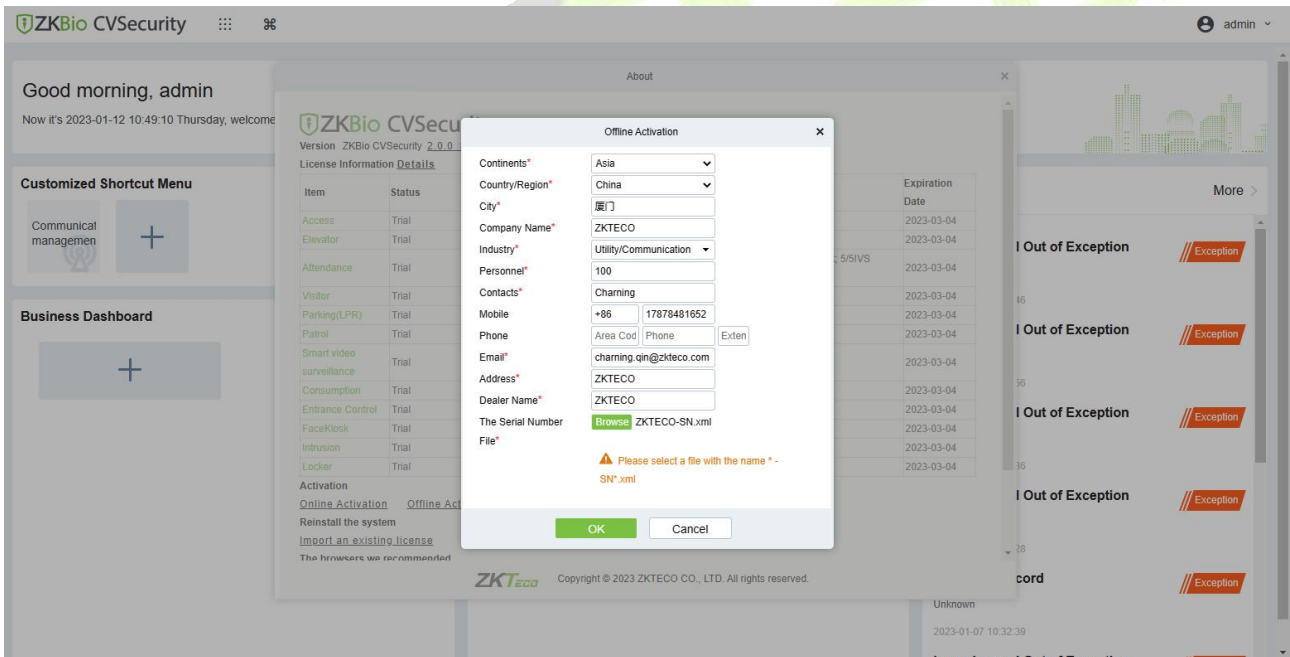 ZKBio CVSecurity
admin
Good morning, admin
Now it's 2023-01-12 10:49:10 Thursday, welcome
Customized Shortcut Menu
Communicat
managemen
Business Dashboard
About
ZKBio CVSecu
Version ZKBio CVSecurity 2.0.0
License Information Details
Item Status Expiration
Date
Access Trial 2023-03-04
Elevator Trial 2023-03-04
Attendance Trial ; 5/5IVS 2023-03-04
Visitor Trial 2023-03-04
Parking(LPR) Trial 2023-03-04
Patrol Trial 2023-03-04
Smart video
surveillance Trial 2023-03-04
Consumption Trial 2023-03-04
Entrance Control Trial 2023-03-04
FaceKiosk Trial 2023-03-04
Intrusion Trial 2023-03-04
Locker Trial 2023-03-04
Activation
Online Activation Offline Act
Reinstall the system
Import an existing license
The browsers we recommended
ZKTECO Copyright © 2023 ZKTECO CO., LTD. All rights reserved.
Offline Activation
Continents* Asia
Country/Region* China
City* 厦门
Company Name* ZKTECO
Industry* Utility/Communication
Personnel* 100
Contacts* Charning
Mobile +86 17878481652
Phone Area Cod Phone Exten
Email* charning.qin@zkteco.com
Address* ZKTECO
Dealer Name* ZKTECO
The Serial Number
File* Browse ZKTECO-SN.xml
Please select a file with the name * -
SN*.xml
OK Cancel
More
l Out of Exception Exception
46
l Out of Exception Exception
56
l Out of Exception Exception
36
l Out of Exception Exception
28
cord Exception
Unknown
2023-01-07 10:32:39